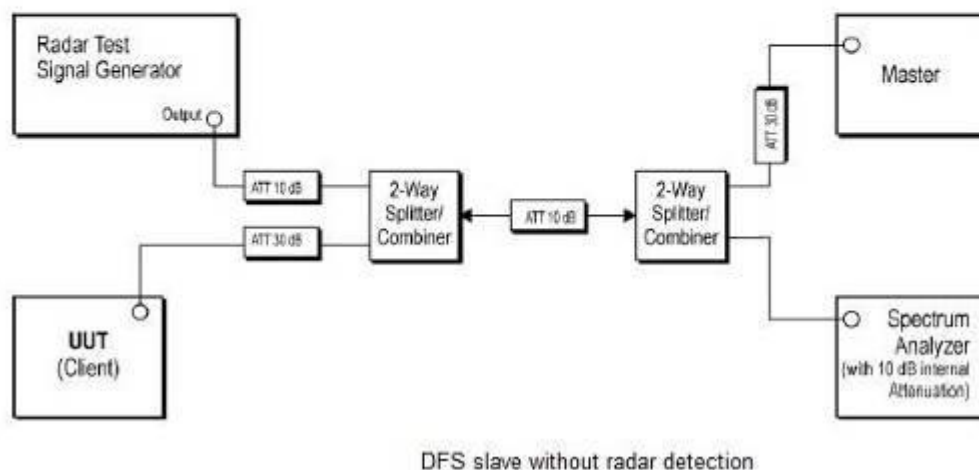 Radar Test
Signal Generator
Output
ATT 10 dB
ATT 30 dB
2-Way
Splitter/
Combiner
ATT 10 dB
2-Way
Splitter/
Combiner
ATT 30 dB
Master
UUT
(Client)
Spectrum
Analyzer
(with 10 dB internal
Attenuation)
DFS slave without radar detection